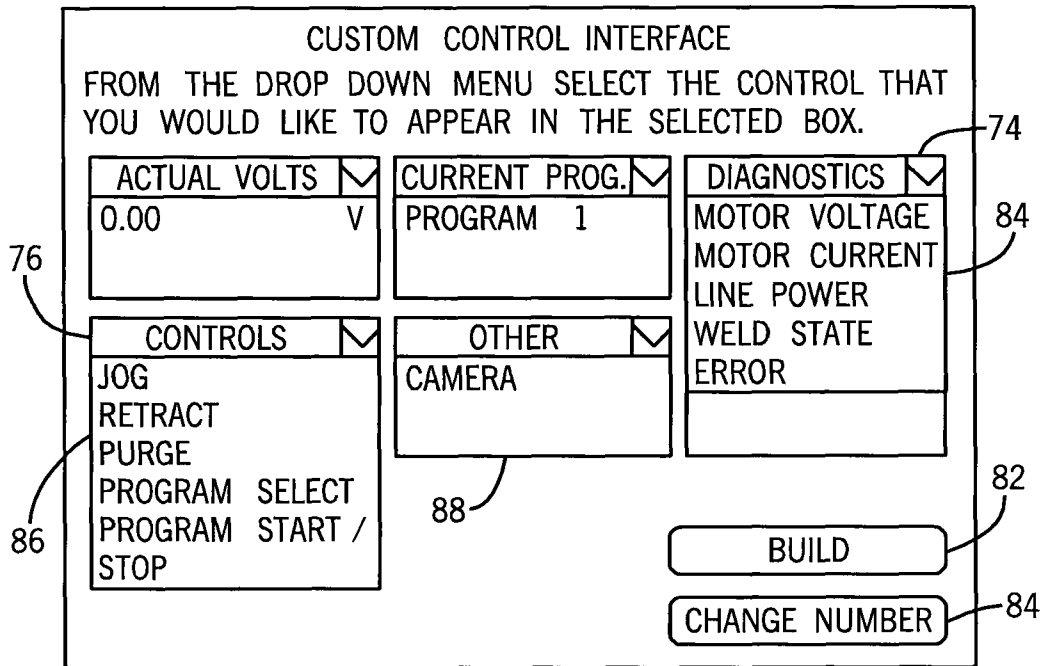 CUSTOM CONTROL INTERFACE
FROM THE DROP DOWN MENU SELECT THE CONTROL THAT
YOU WOULD LIKE TO APPEAR IN THE SELECTED BOX.
74
ACTUAL VOLTS
0.00 V
CURRENT PROG.
PROGRAM 1
DIAGNOSTICS
MOTOR VOLTAGE
MOTOR CURRENT
LINE POWER
WELD STATE
ERROR
84
76
CONTROLS
JOG
RETRACT
PURGE
PROGRAM SELECT
PROGRAM START /
STOP
86
OTHER
CAMERA
88
82
BUILD
CHANGE NUMBER
84